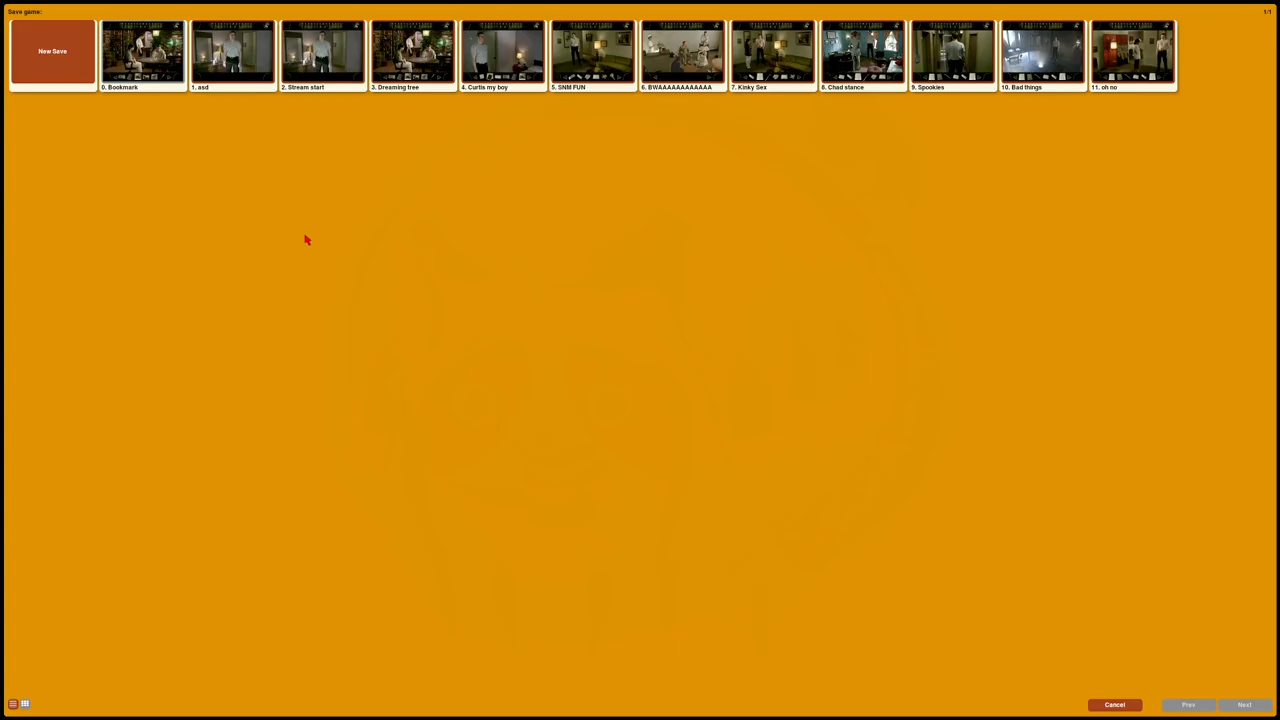 Save game:
1/1
New Save
0. Bookmark
1. asd
2. Stream start
3. Dreaming tree
4. Curtis my boy
5. SNM FUN
6. BWAAAAAAAAAAAA
7. Kinky Sex
8. Chad stance
9. Spookies
10. Bad things
11. oh no
Cancel
Prev
Next